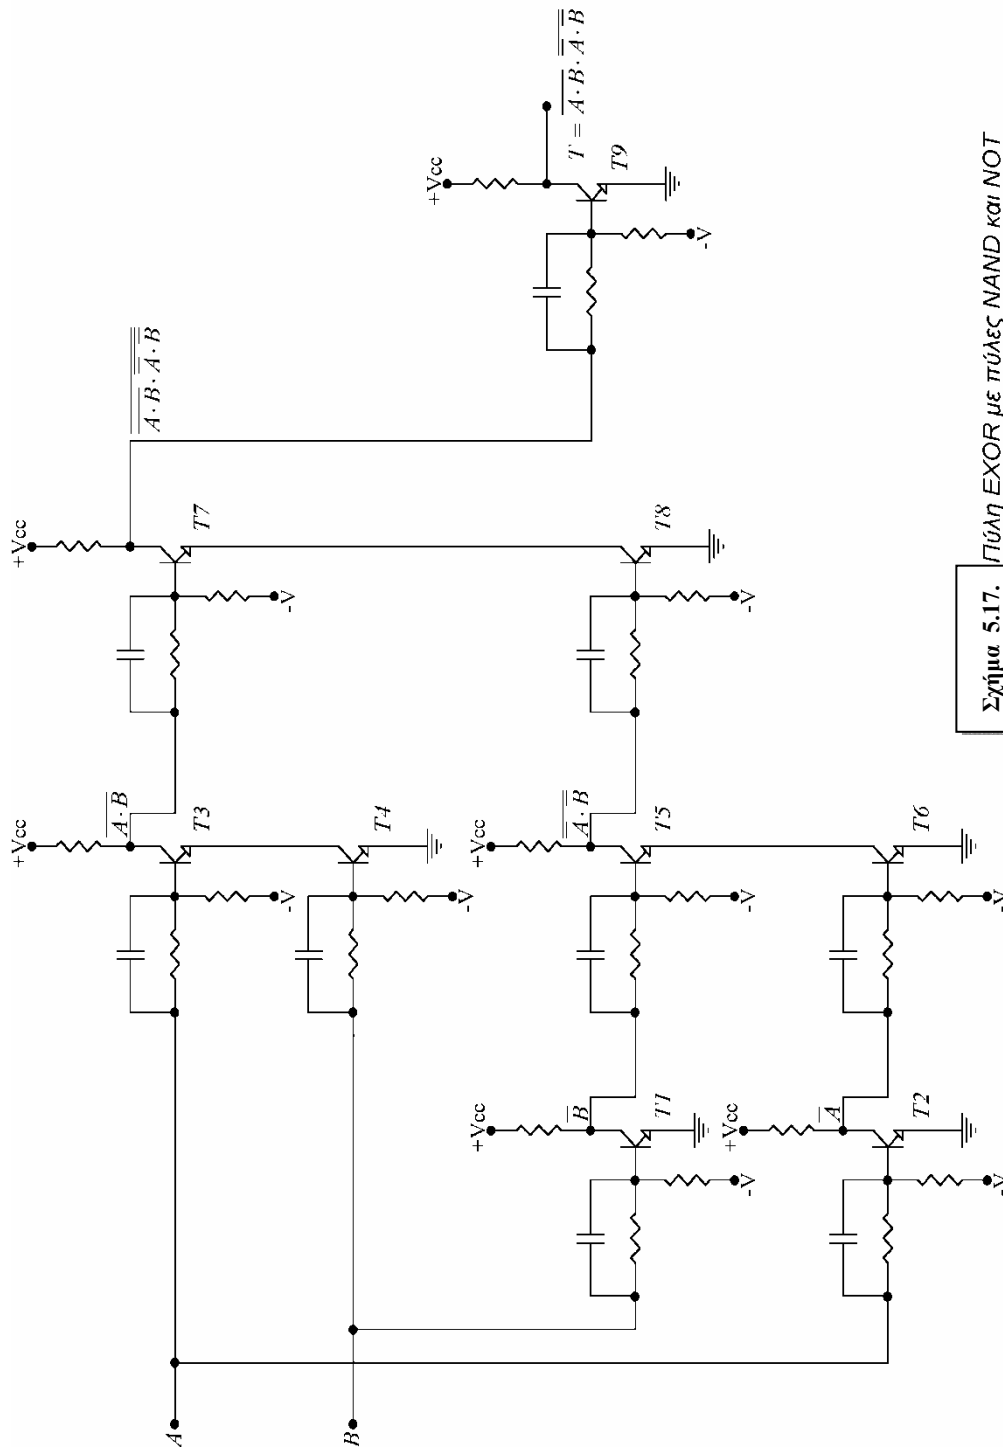 +Vcc
+Vcc
A̅·̅B̅
A̿·̿B̿·̿A̿·̿B̿
A
T3
T7
-V
-V
B
T4
+Vcc
-V
+Vcc
+Vcc
B̅
A̿·̿B̿
T = A̅·̅B̅·A̿·̿B̿
T9
T1
T5
T8
-V
+Vcc
-V
-V
-V
A̅
T2
T6
-V
-V
Σχήμα 5.17. Πύλη EXOR με πύλες NAND και NOT